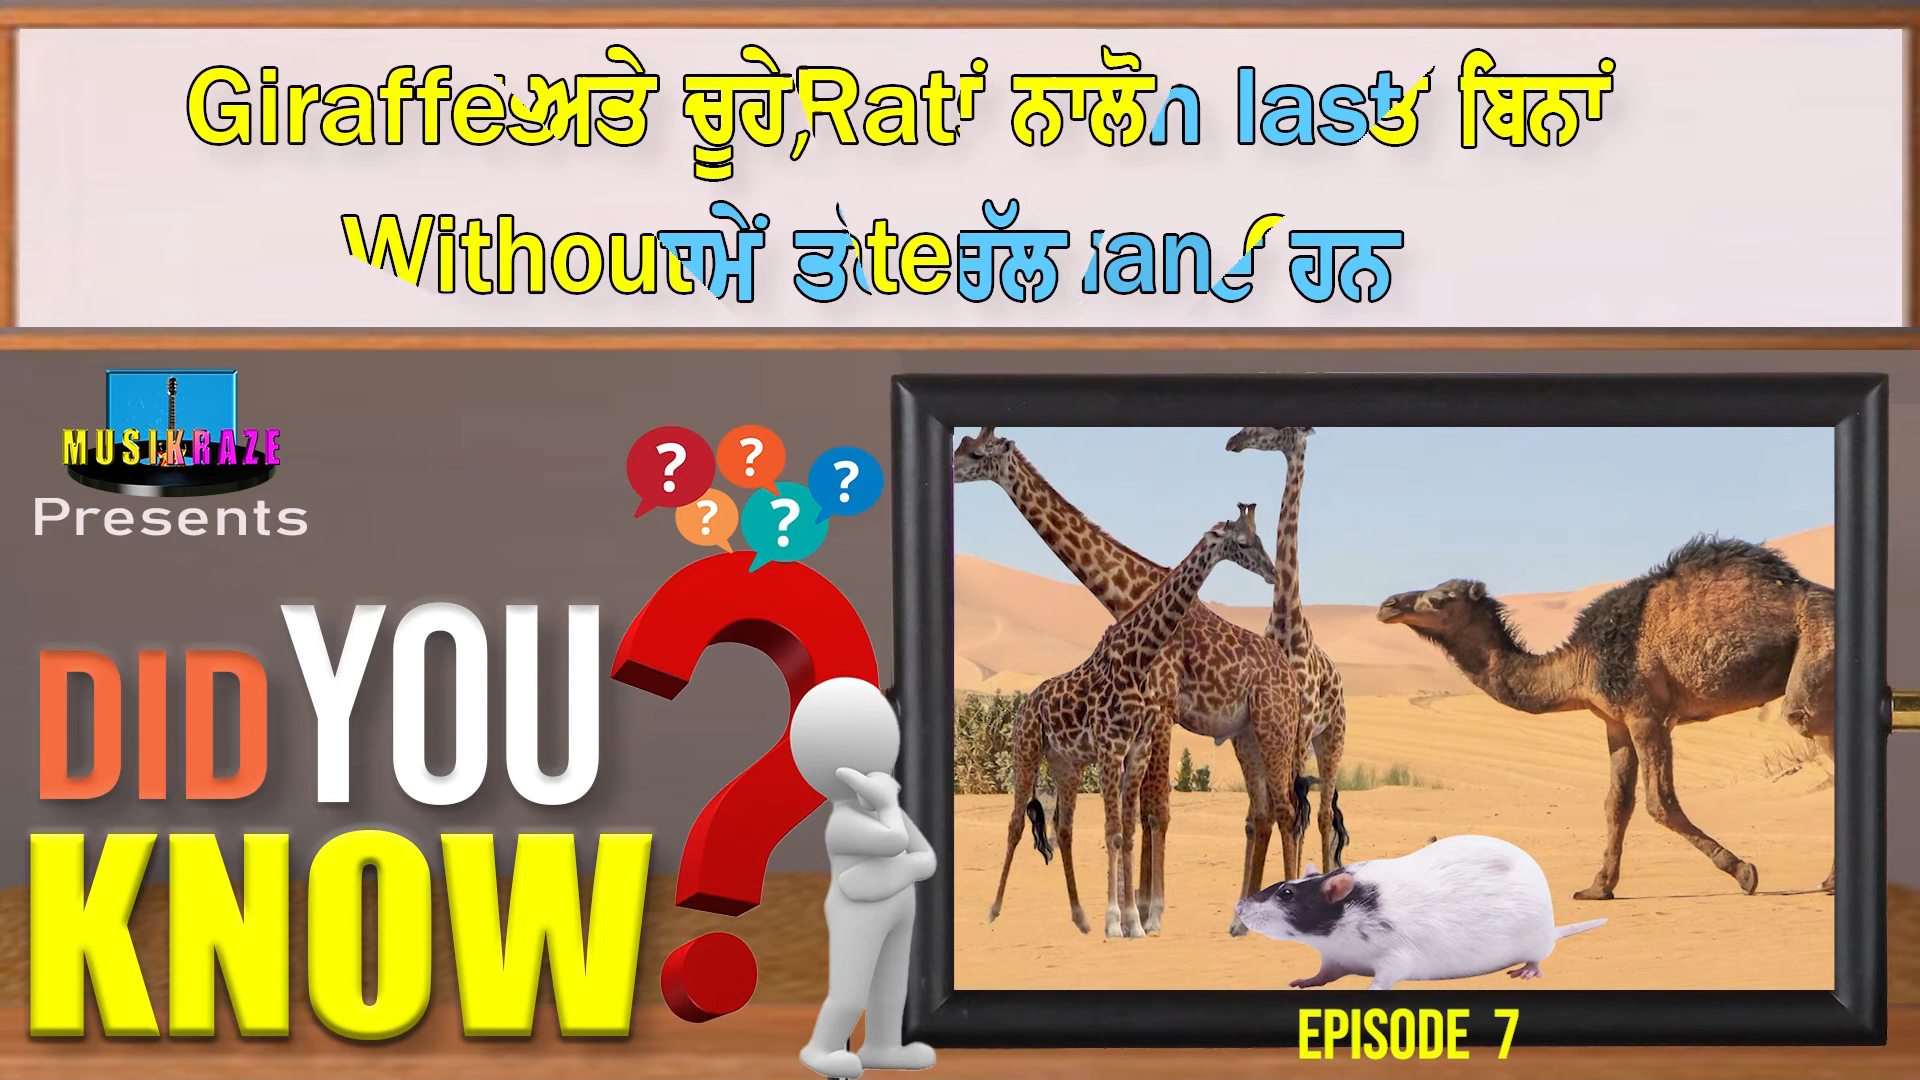 Giraffe ਅਤੇ ਚੂਹੇ, Rat ਨਾਲੋਂ last ਬਿਨਾਂ
Without ਚੱਲ ਹਨ
MUSIKRAZE
Presents
? ? ? ? ?
DID YOU
KNOW
EPISODE 7